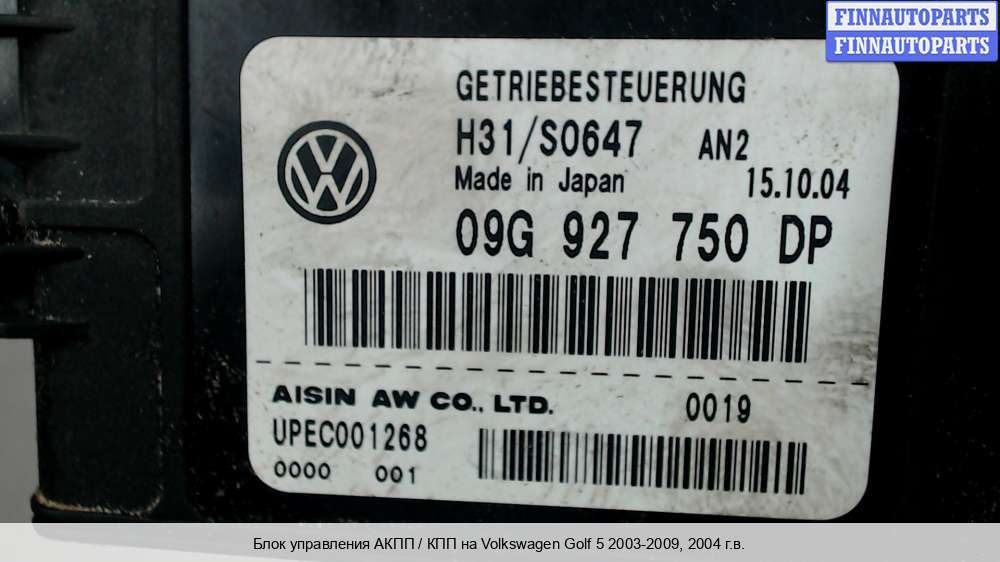 FINNAUTOPARTS
FINNAUTOPARTS
GETRIEBESTEUERUNG
H31/S0647 AN2
Made in Japan 15.10.04
09G 927 750 DP
AISIN AW CO., LTD. 0019
UPEC001268
0000 001
Блок управления АКПП / КПП на Volkswagen Golf 5 2003-2009, 2004 г.в.